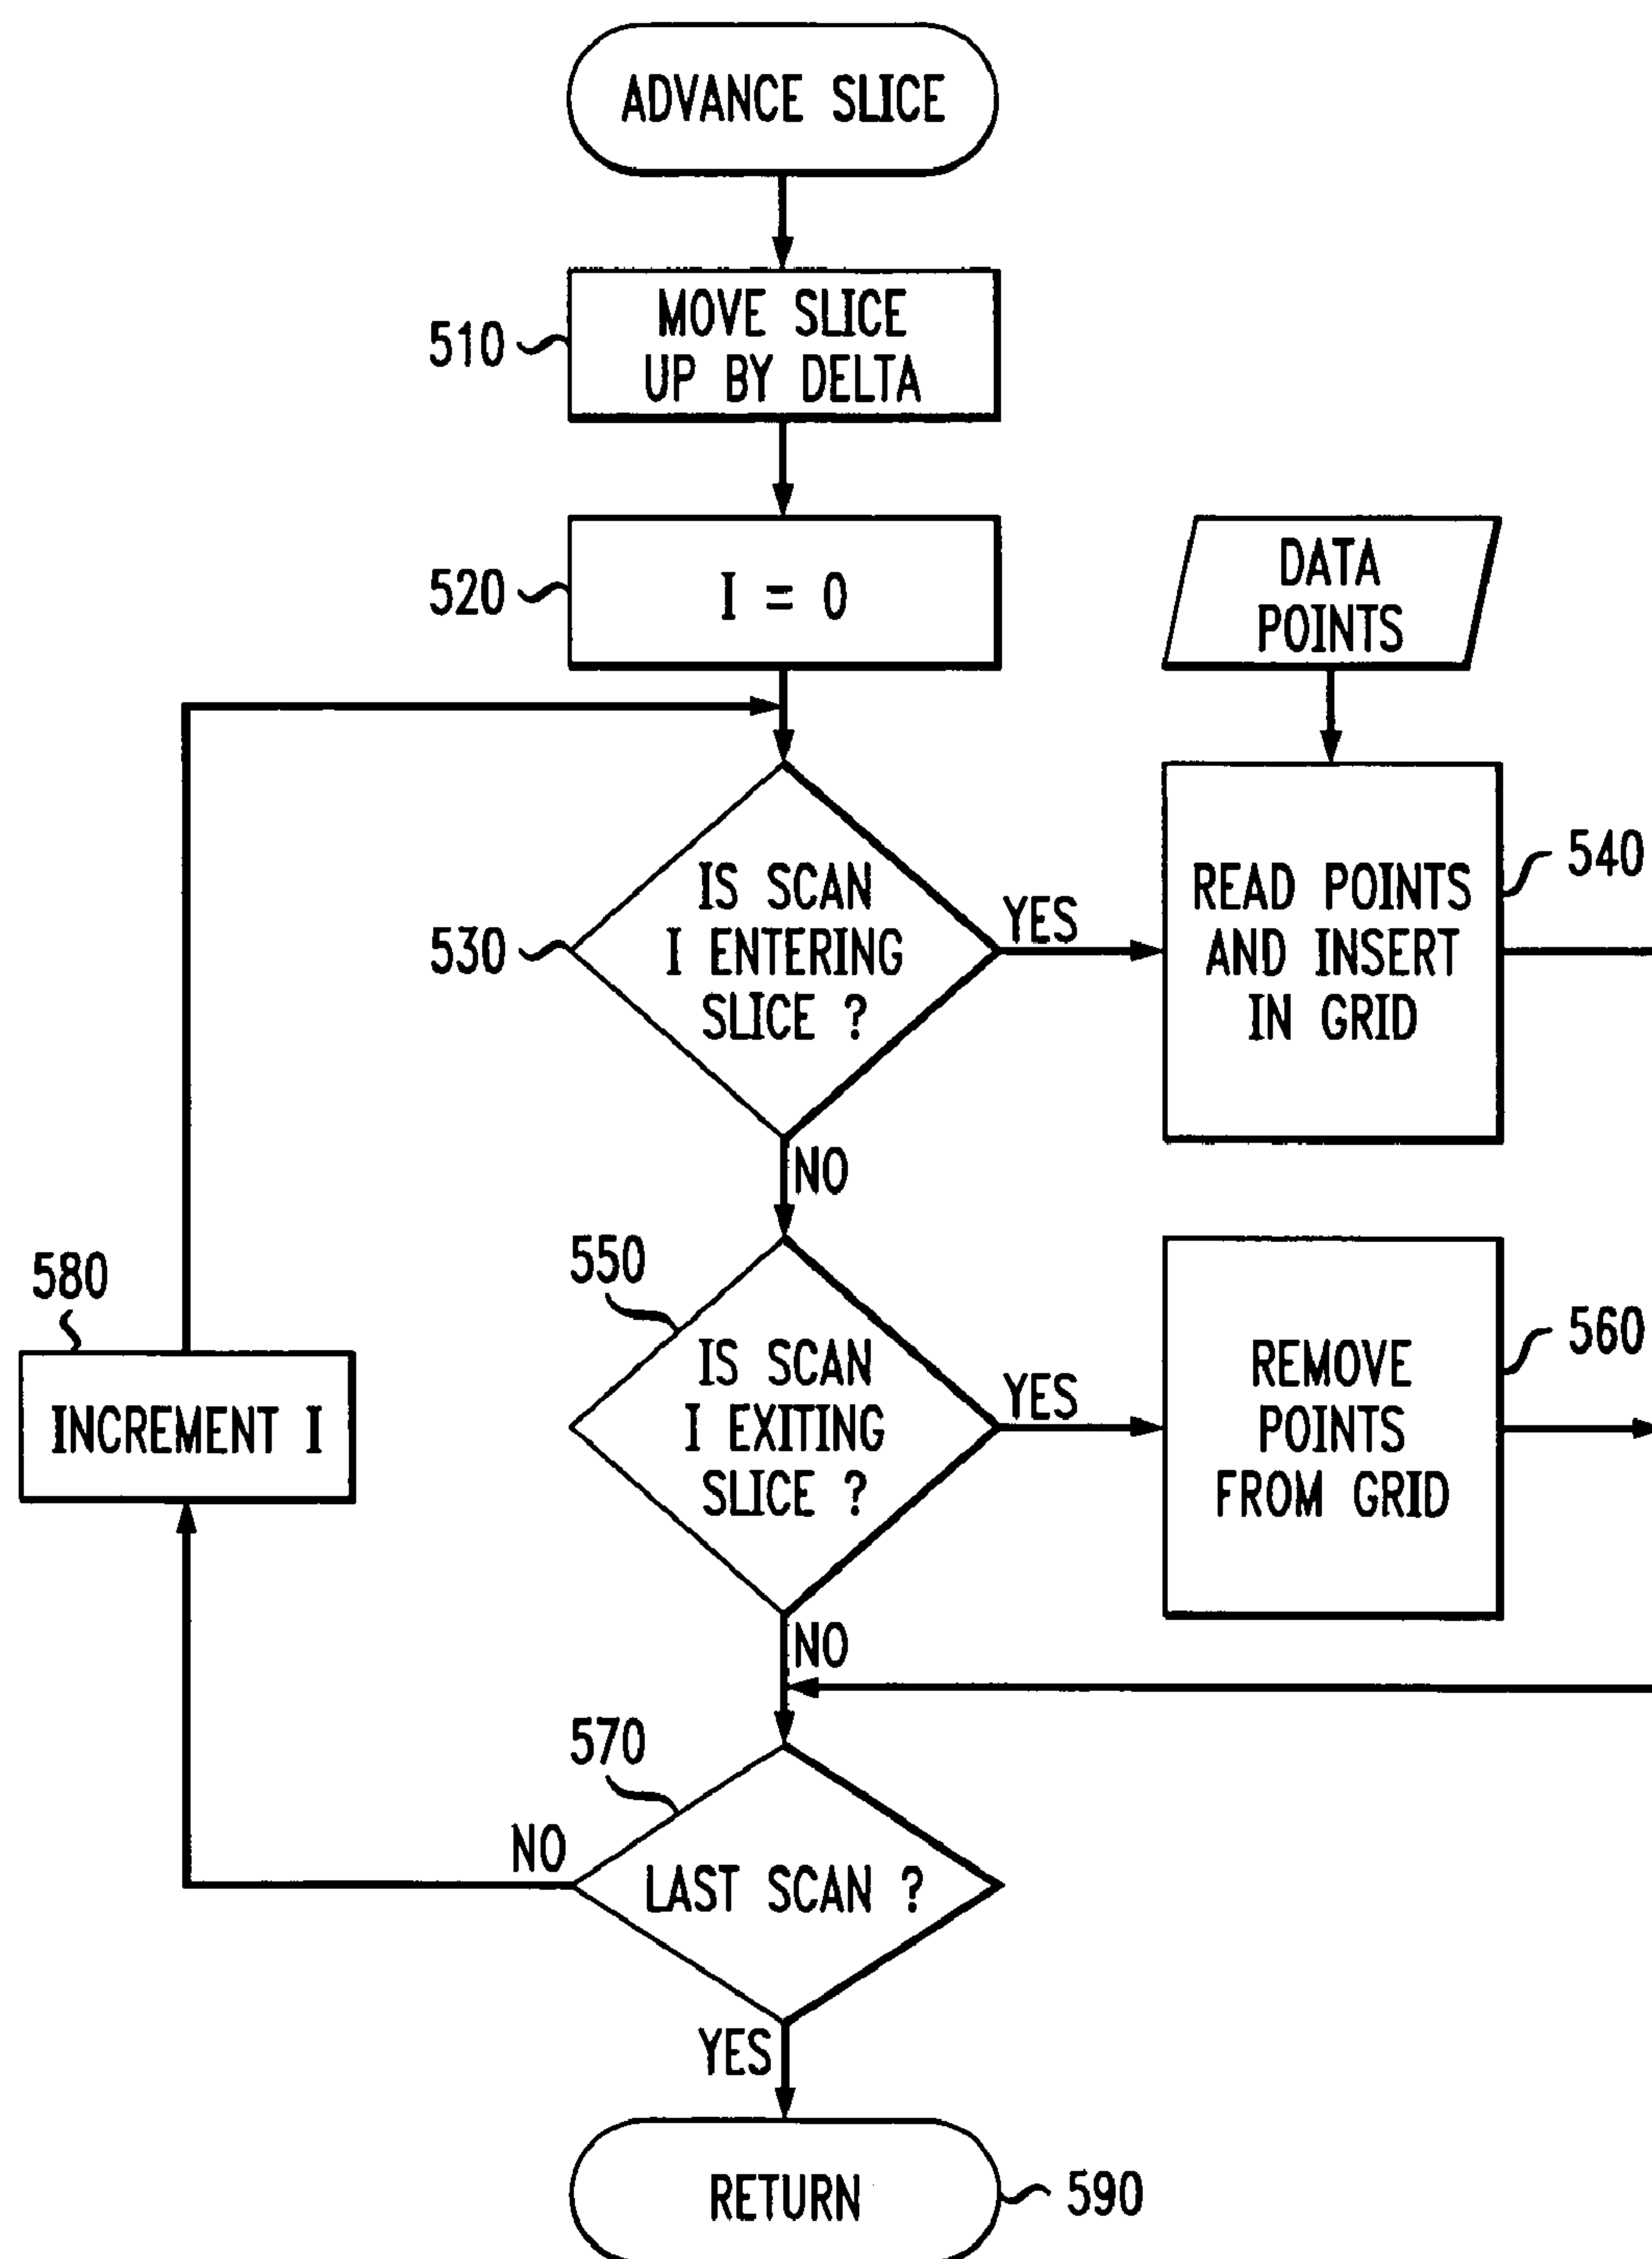 ADVANCE SLICE
510
MOVE SLICE
UP BY DELTA
520
I = 0
DATA
POINTS
530
IS SCAN
I ENTERING
SLICE ?
YES
READ POINTS
AND INSERT
IN GRID
540
NO
550
IS SCAN
I EXITING
SLICE ?
YES
REMOVE
POINTS
FROM GRID
560
NO
580
INCREMENT I
570
LAST SCAN ?
NO
YES
RETURN
590